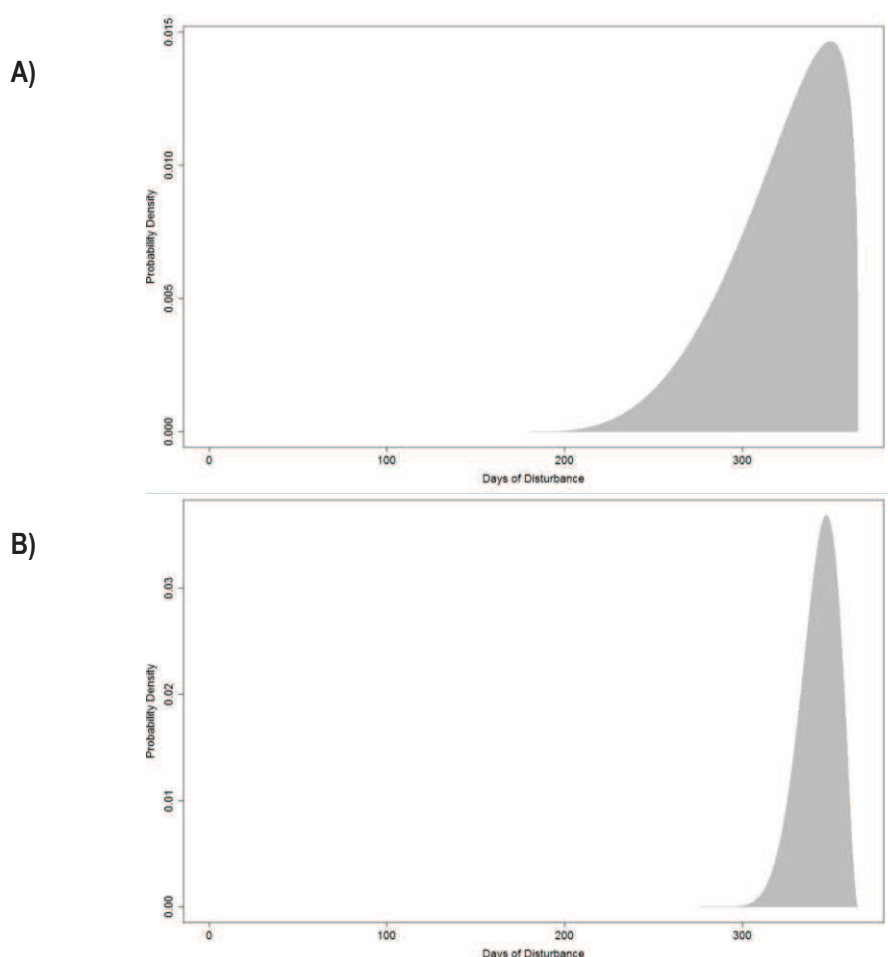 A)
Probability Density
0.015
0.010
0.005
0.000
0 100 200 300
Days of Disturbance
B)
Probability Density
0.03
0.02
0.01
0.00
0 100 200 300
Days of Disturbance